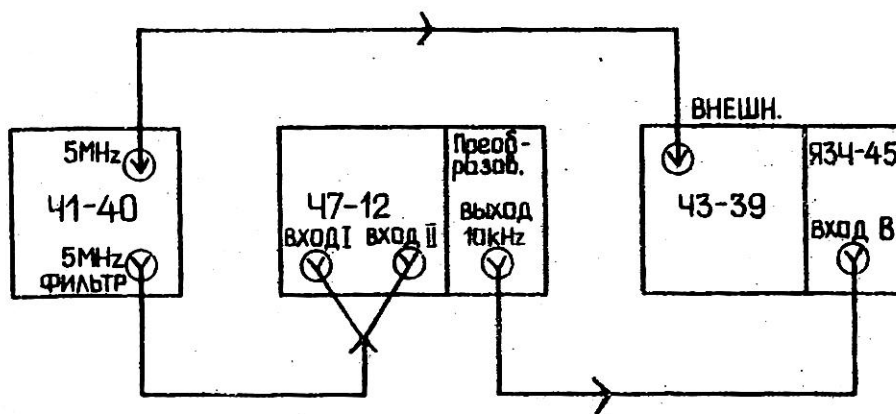 ВНЕШН.
5MHz
Ч1-40
5MHz
ФИЛЬТР
Ч7-12
ВХОД I ВХОД II
Преоб-
разов.
ВЫХОД
10kHz
Ч3-39
ЯЗЧ-45
ВХОД В